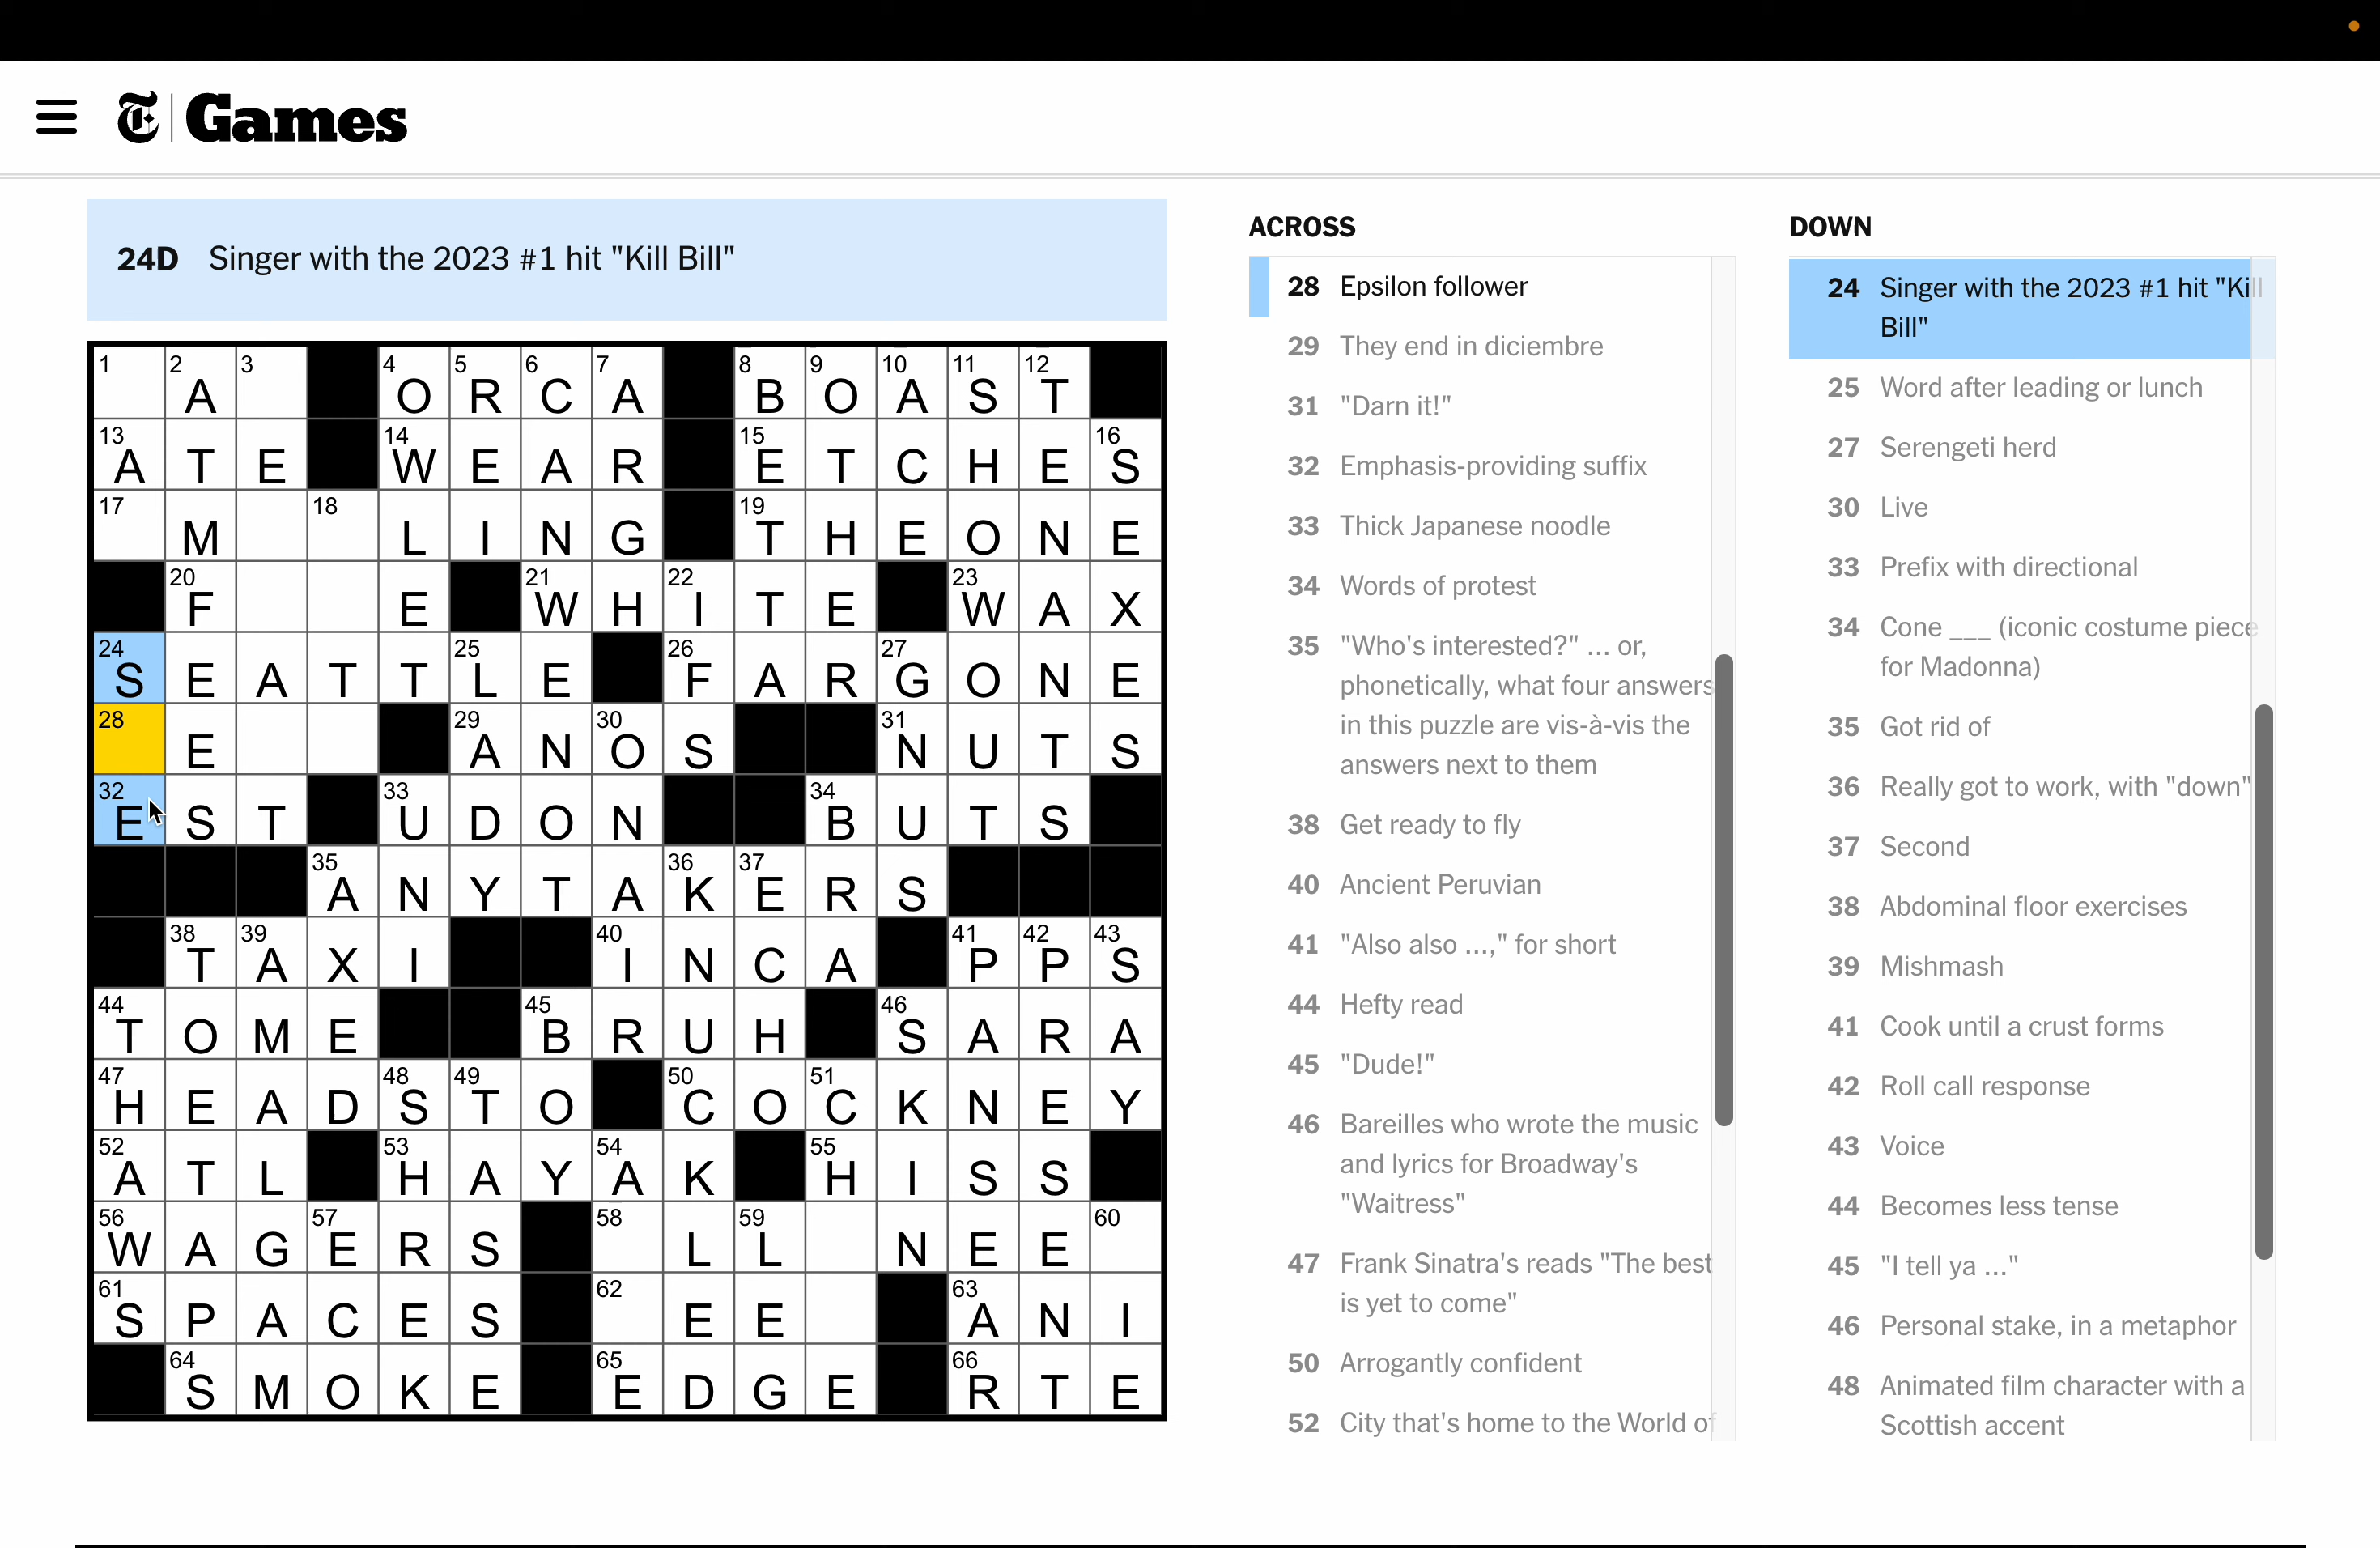 T | Games
24D Singer with the 2023 #1 hit "Kill Bill"
1 2 A 3 4 O 5 R 6 C 7 A 8 B 9 O 10 A 11 S 12 T
13 A T E 14 W E A R 15 E T C H E 16 S
17 M 18 L I N G 19 T H E O N E
20 F E 21 W H 22 I T E 23 W A X
24 S E A T T 25 L E 26 F A R 27 G O N E
28 E 29 A N 30 O S 31 N U T S
32 E S T 33 U D O N 34 B U T S
35 A N Y T A 36 K 37 E R S
38 T 39 A X I 40 I N C A 41 P 42 P 43 S
44 T O M E 45 B R U H 46 S A R A
47 H E A D 48 S 49 T O 50 C O 51 C K N E Y
52 A T L 53 H A Y 54 A K 55 H I S S
56 W A G 57 E R S 58 L 59 L N E E 60
61 S P A C E S 62 E E 63 A N I
64 S M O K E 65 E D G E 66 R T E
ACROSS
28 Epsilon follower
29 They end in diciembre
31 "Darn it!"
32 Emphasis-providing suffix
33 Thick Japanese noodle
34 Words of protest
35 "Who's interested?" ... or,
phonetically, what four answers
in this puzzle are vis-à-vis the
answers next to them
38 Get ready to fly
40 Ancient Peruvian
41 "Also also ...," for short
44 Hefty read
45 "Dude!"
46 Bareilles who wrote the music
and lyrics for Broadway's
"Waitress"
47 Frank Sinatra's reads "The best
is yet to come"
50 Arrogantly confident
52 City that's home to the World of
DOWN
24 Singer with the 2023 #1 hit "Kill
Bill"
25 Word after leading or lunch
27 Serengeti herd
30 Live
33 Prefix with directional
34 Cone ___ (iconic costume piece
for Madonna)
35 Got rid of
36 Really got to work, with "down"
37 Second
38 Abdominal floor exercises
39 Mishmash
41 Cook until a crust forms
42 Roll call response
43 Voice
44 Becomes less tense
45 "I tell ya ..."
46 Personal stake, in a metaphor
48 Animated film character with a
Scottish accent